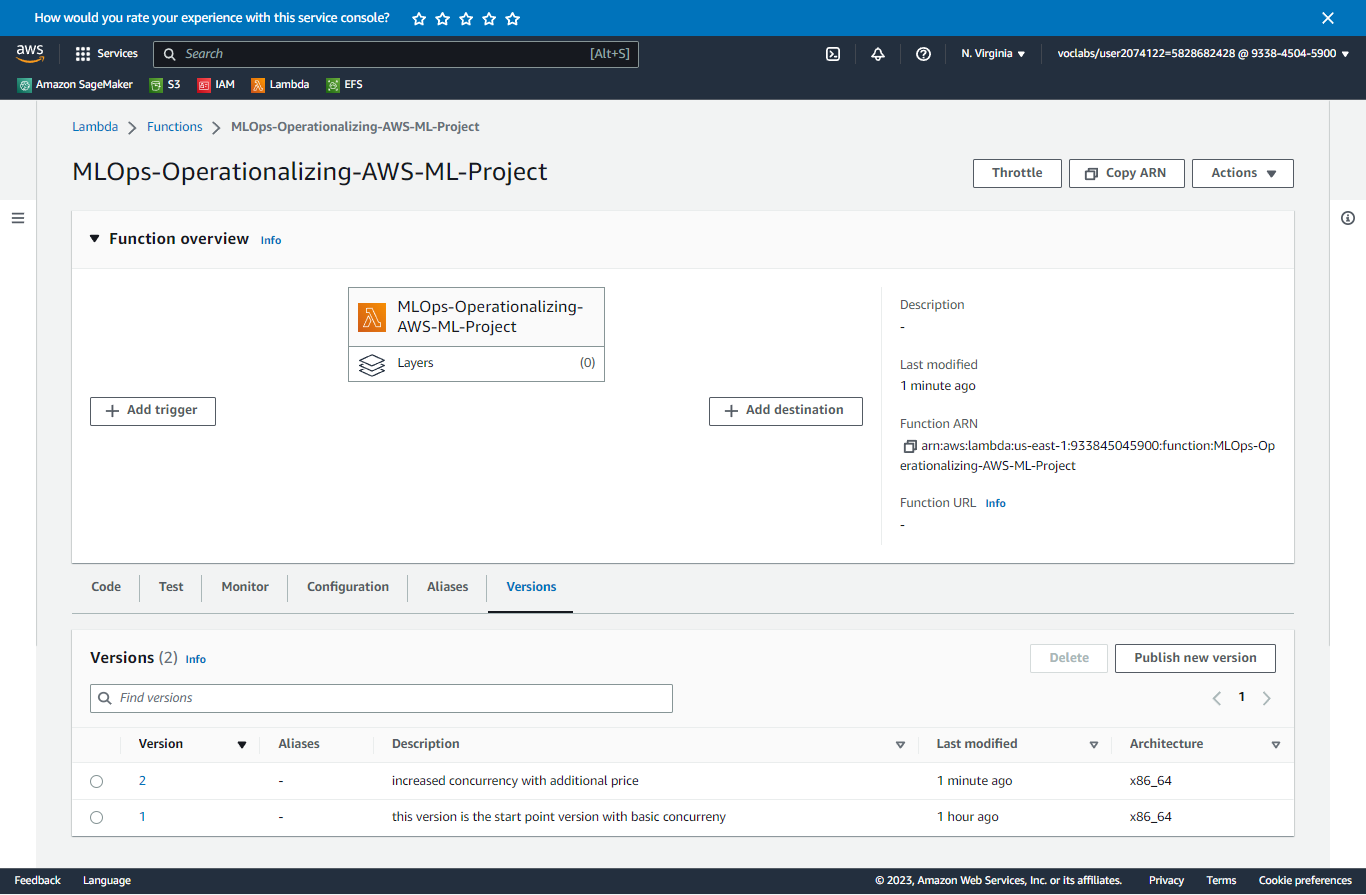 How would you rate your experience with this service console?
aws Services Search [Alt+S] N. Virginia voclabs/user2074122=5828682428 @ 9338-4504-5900
Amazon SageMaker S3 IAM Lambda EFS
Lambda Functions MLOps-Operationalizing-AWS-ML-Project
MLOps-Operationalizing-AWS-ML-Project Throttle Copy ARN Actions
Function overview Info
MLOps-Operationalizing-
AWS-ML-Project
Layers (0)
Add trigger
Add destination
Description
-
Last modified
1 minute ago
Function ARN
arn:aws:lambda:us-east-1:933845045900:function:MLOps-Op
erationalizing-AWS-ML-Project
Function URL Info
-
Code Test Monitor Configuration Aliases Versions
Versions (2) Info Delete Publish new version
Find versions 1
Version Aliases Description Last modified Architecture
2 - increased concurrency with additional price 1 minute ago x86_64
1 - this version is the start point version with basic concurreny 1 hour ago x86_64
Feedback Language © 2023, Amazon Web Services, Inc. or its affiliates. Privacy Terms Cookie preferences